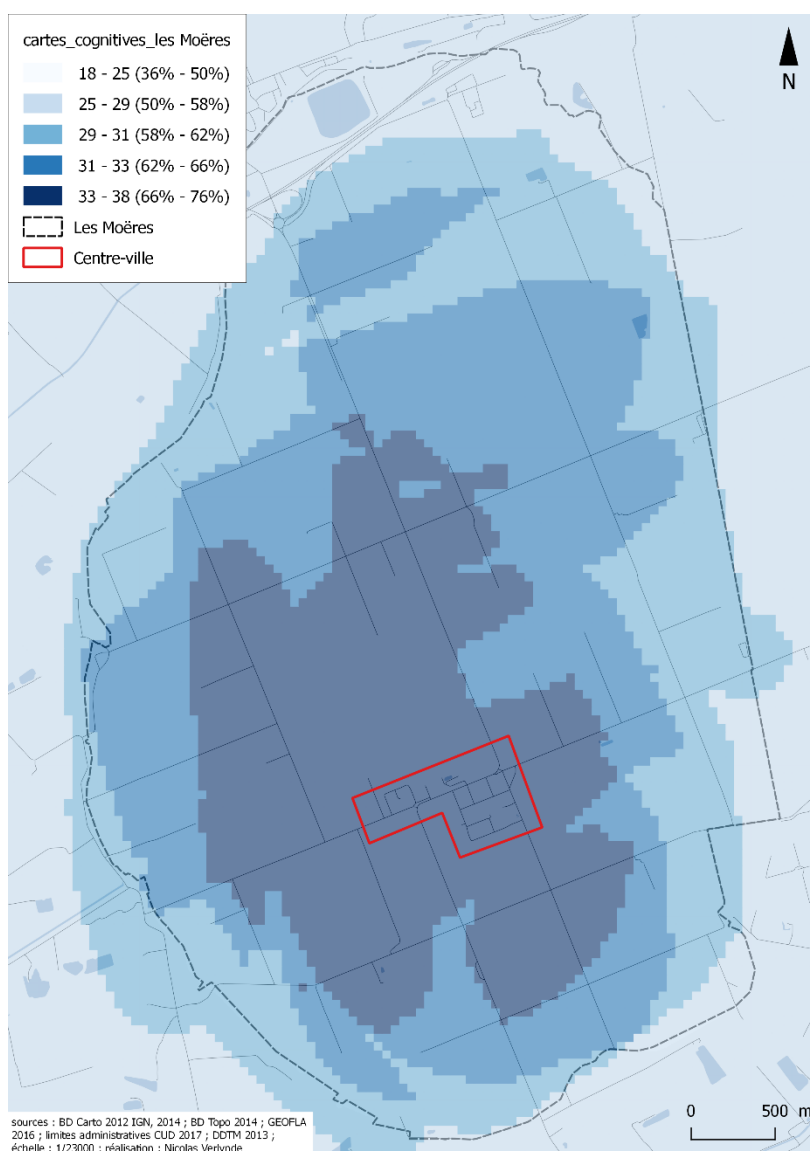 cartes_cognitives_les Moëres
18 - 25 (36% - 50%)
25 - 29 (50% - 58%)
29 - 31 (58% - 62%)
31 - 33 (62% - 66%)
33 - 38 (66% - 76%)
Les Moëres
Centre-ville
N
sources : BD Carto 2012 IGN, 2014 ; BD Topo 2014 ; GEOFLA
2016 ; limites administratives CUD 2017 ; DDTM 2013 ;
échelle : 1/23000 ; réalisation : Nicolas Verlynde
0 500 m